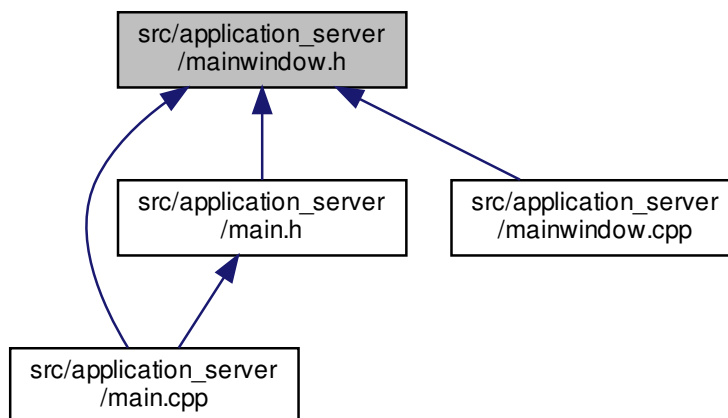 src/application_server
/mainwindow.h
src/application_server
/main.h
src/application_server
/mainwindow.cpp
src/application_server
/main.cpp